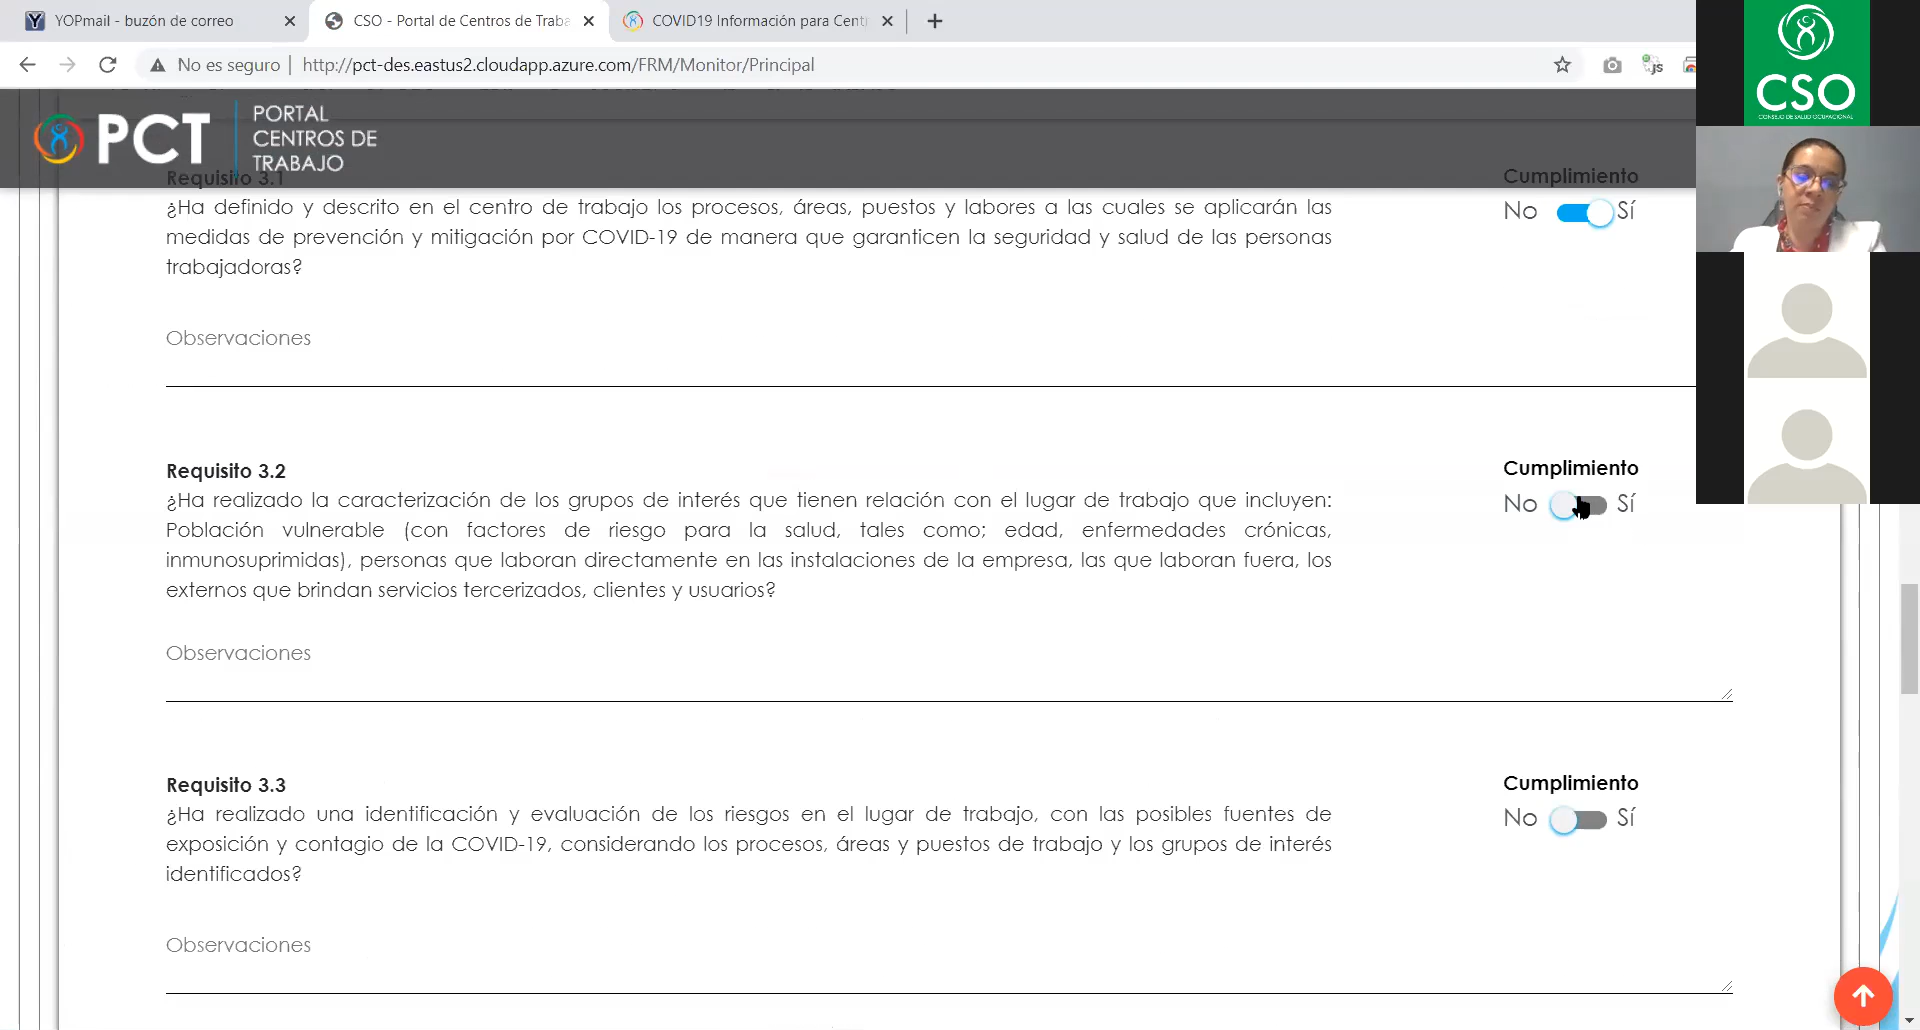 YOPmail - buzón de correo
CSO - Portal de Centros de Traba
COVID19 Información para Cent
No es seguro
http://pct-des.eastus2.cloudapp.azure.com/FRM/Monitor/Principal
JS
PCT
PORTAL
CENTROS DE
TRABAJO
CSO
CONSEJO DE SALUD OCUPACIONAL
Requisito 3.1
Cumplimiento
¿Ha definido y descrito en el centro de trabajo los procesos, áreas, puestos y labores a las cuales se aplicarán las
medidas de prevención y mitigación por COVID-19 de manera que garanticen la seguridad y salud de las personas
trabajadoras?
No Sí
Observaciones
Requisito 3.2
Cumplimiento
¿Ha realizado la caracterización de los grupos de interés que tienen relación con el lugar de trabajo que incluyen:
Población vulnerable (con factores de riesgo para la salud, tales como; edad, enfermedades crónicas,
inmunosuprimidas), personas que laboran directamente en las instalaciones de la empresa, las que laboran fuera, los
externos que brindan servicios tercerizados, clientes y usuarios?
No Sí
Observaciones
Requisito 3.3
Cumplimiento
¿Ha realizado una identificación y evaluación de los riesgos en el lugar de trabajo, con las posibles fuentes de
exposición y contagio de la COVID-19, considerando los procesos, áreas y puestos de trabajo y los grupos de interés
identificados?
No Sí
Observaciones